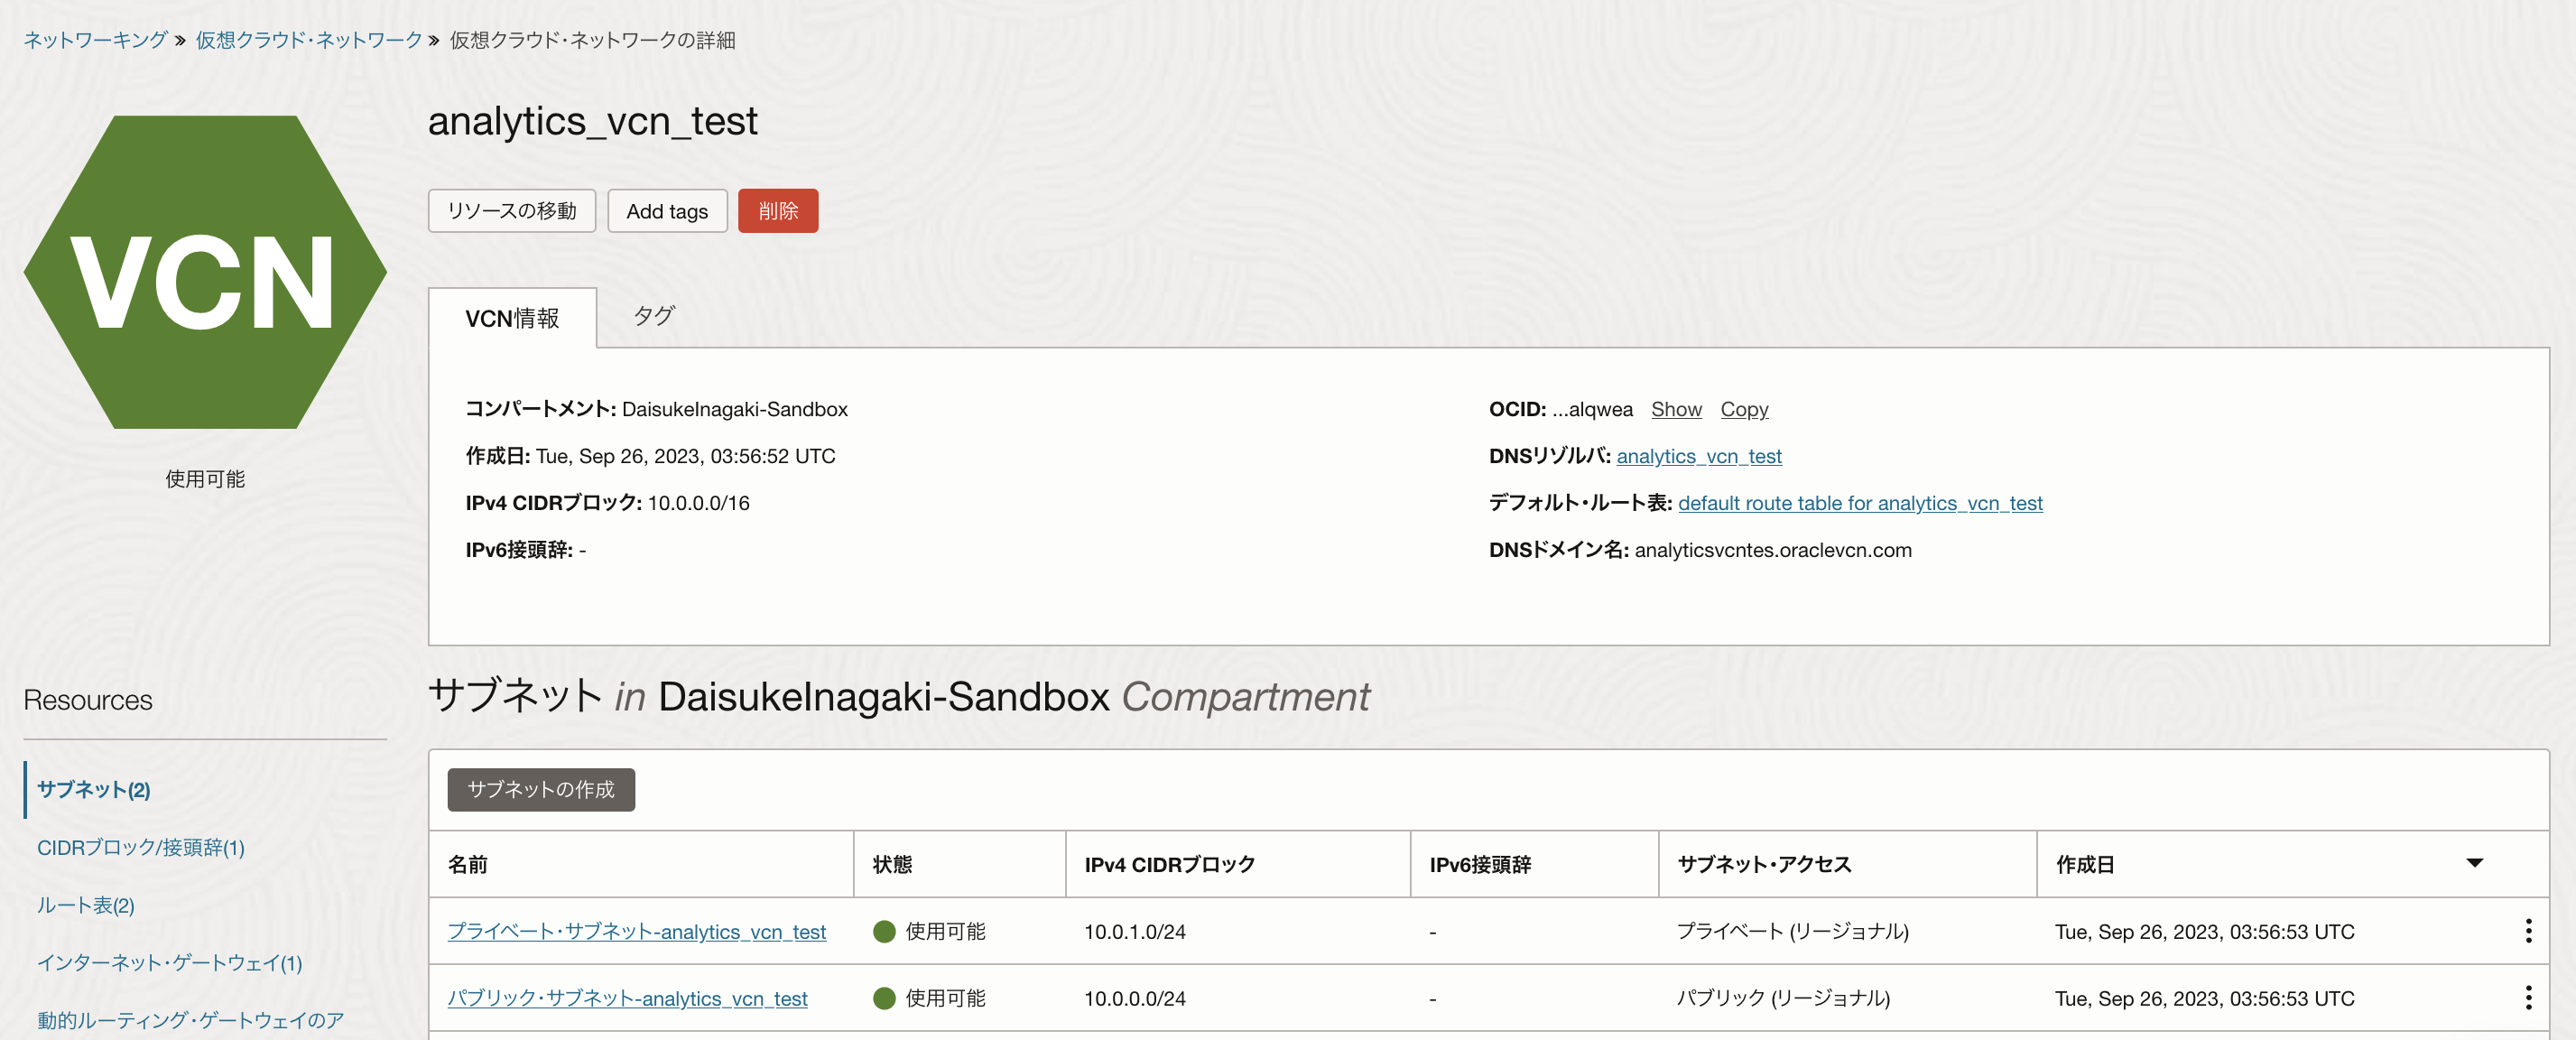 ネットワーキング » 仮想クラウド・ネットワーク » 仮想クラウド・ネットワークの詳細
VCN
使用可能
analytics_vcn_test
リソースの移動 Add tags 削除
VCN情報 タグ
コンパートメント: DaisukeInagaki-Sandbox
作成日: Tue, Sep 26, 2023, 03:56:52 UTC
IPv4 CIDRブロック: 10.0.0.0/16
IPv6接頭辞: -
OCID: ...alqwea Show Copy
DNSリゾルバ: analytics_vcn_test
デフォルト・ルート表: default route table for analytics_vcn_test
DNSドメイン名: analyticsvcntes.oraclevcn.com
Resources
サブネット(2)
CIDRブロック/接頭辞(1)
ルート表(2)
インターネット・ゲートウェイ(1)
動的ルーティング・ゲートウェイのア
サブネット in DaisukeInagaki-Sandbox Compartment
サブネットの作成
名前 状態 IPv4 CIDRブロック IPv6接頭辞 サブネット・アクセス 作成日
プライベート・サブネット-analytics_vcn_test 使用可能 10.0.1.0/24 - プライベート (リージョナル) Tue, Sep 26, 2023, 03:56:53 UTC
パブリック・サブネット-analytics_vcn_test 使用可能 10.0.0.0/24 - パブリック (リージョナル) Tue, Sep 26, 2023, 03:56:53 UTC